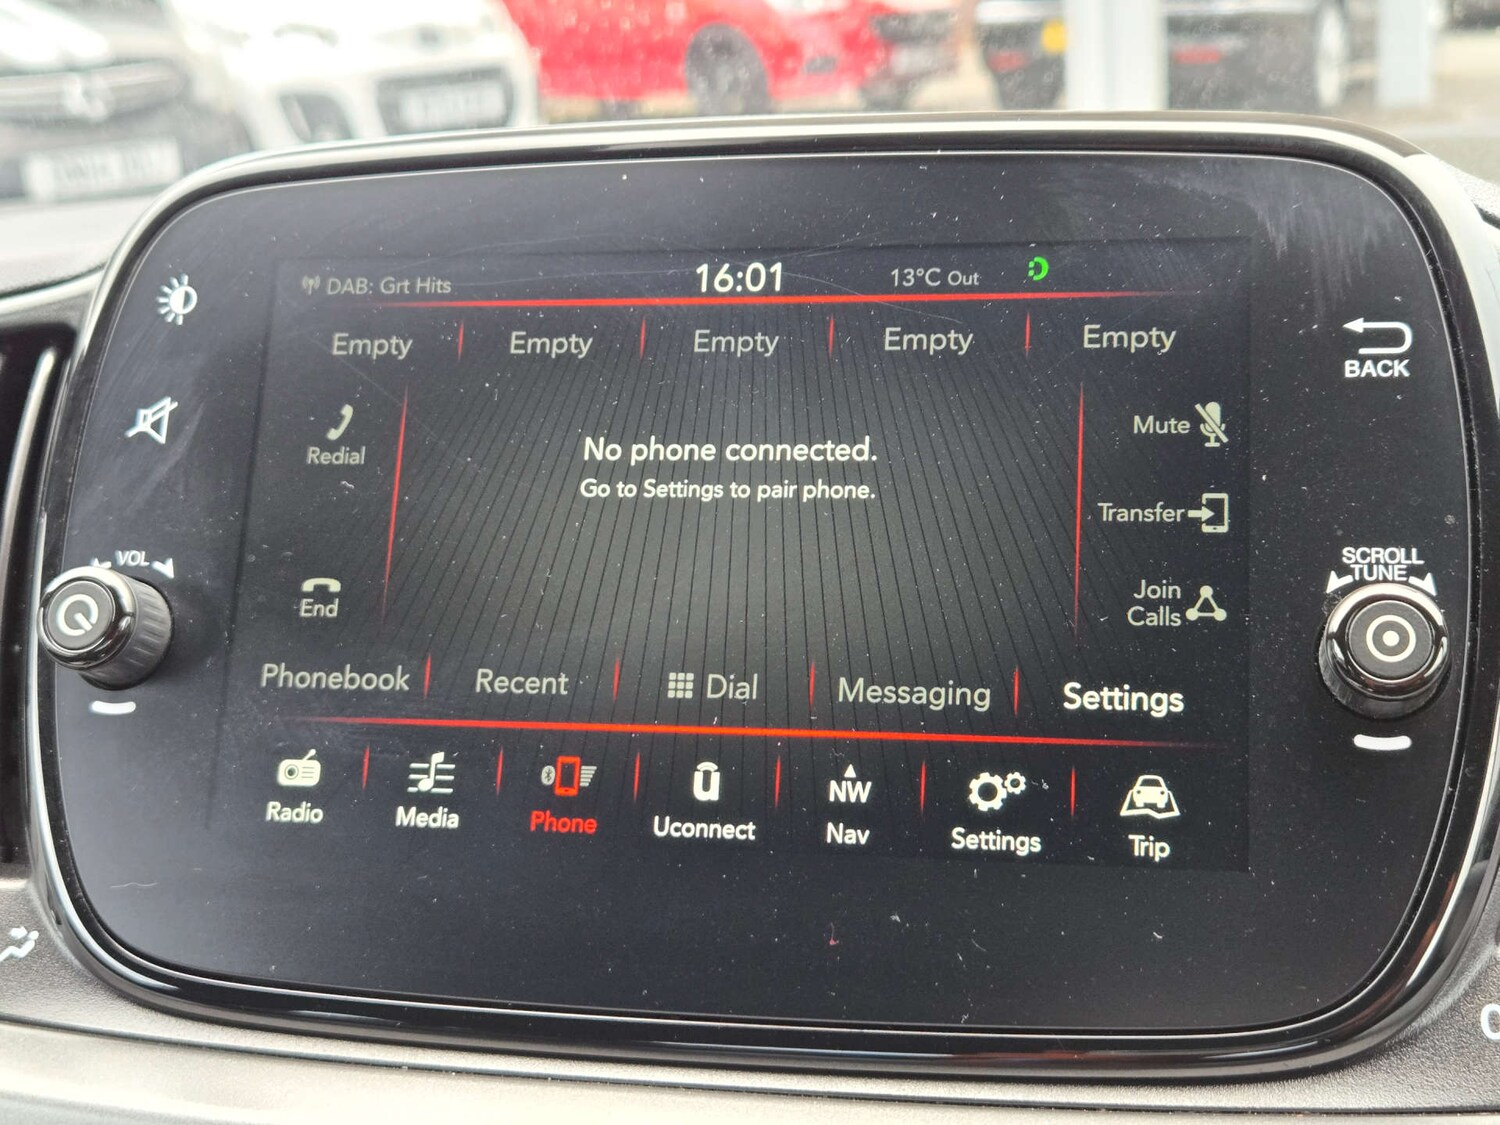 DAB: Grt Hits 16:01 13°C Out
Empty Empty Empty Empty Empty
Redial
No phone connected.
Go to Settings to pair phone.
Mute
Transfer
End
Join
Calls
Phonebook Recent Dial Messaging Settings
Radio Media Phone Uconnect Nav Settings Trip
NW
VOL
BACK
SCROLL
TUNE